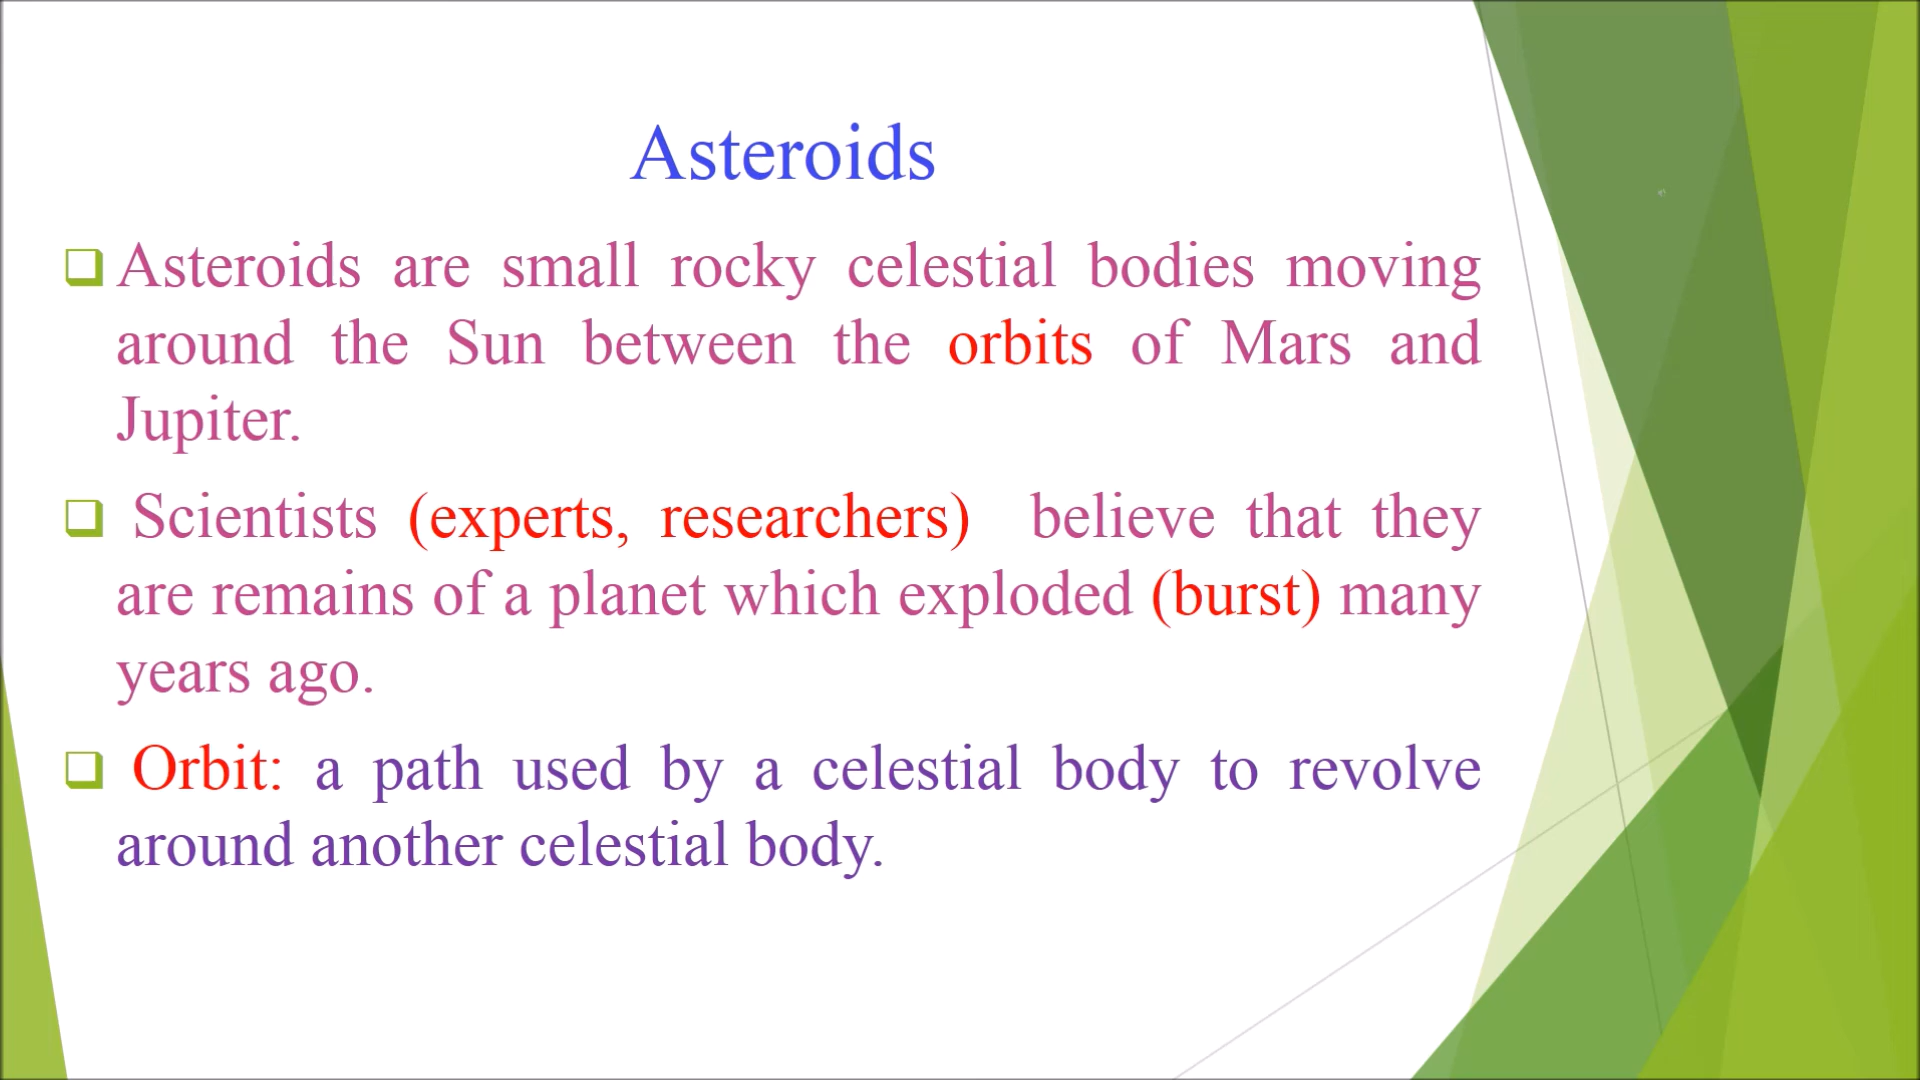 Asteroids
Asteroids are small rocky celestial bodies moving
around the Sun between the orbits of Mars and
Jupiter.
Scientists (experts, researchers) believe that they
are remains of a planet which exploded (burst) many
years ago.
Orbit: a path used by a celestial body to revolve
around another celestial body.